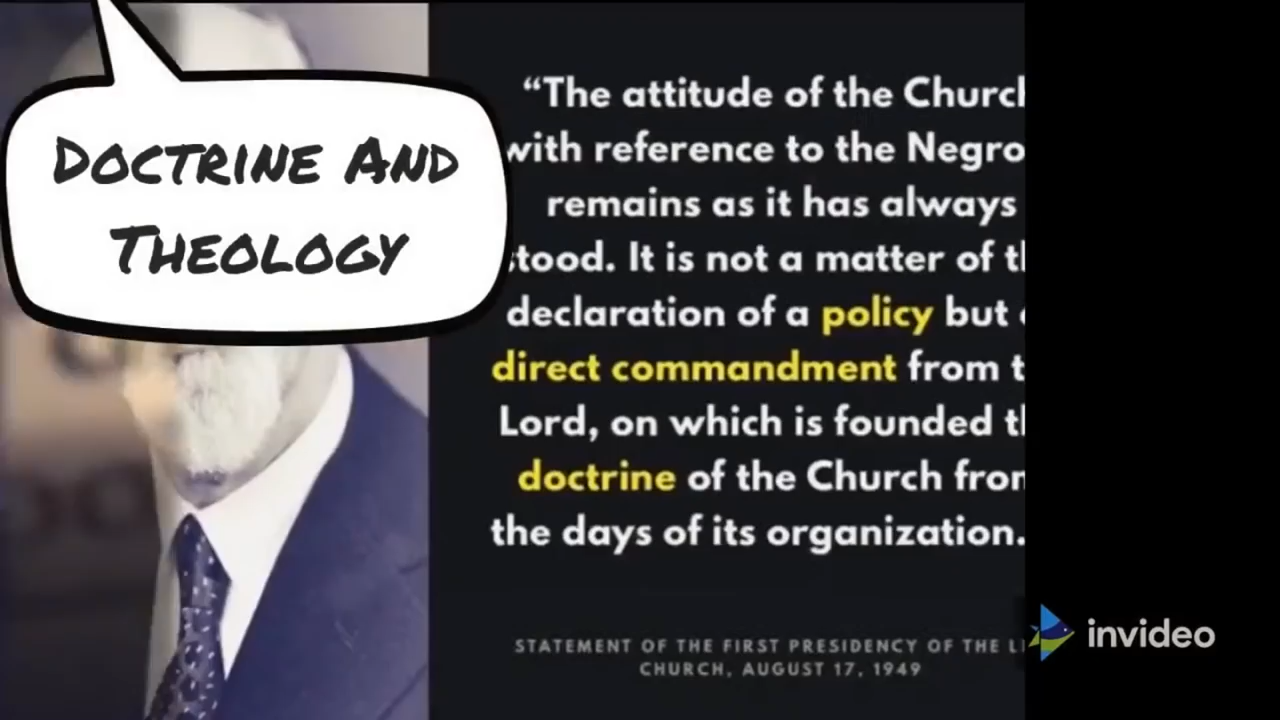 DOCTRINE AND
THEOLOGY
“The attitude of the Church
with reference to the Negro
remains as it has always
stood. It is not a matter of
declaration of a policy but
direct commandment from
Lord, on which is founded
doctrine of the Church from
the days of its organization.
STATEMENT OF THE FIRST PRESIDENCY OF THE
CHURCH, AUGUST 17, 1949
invideo